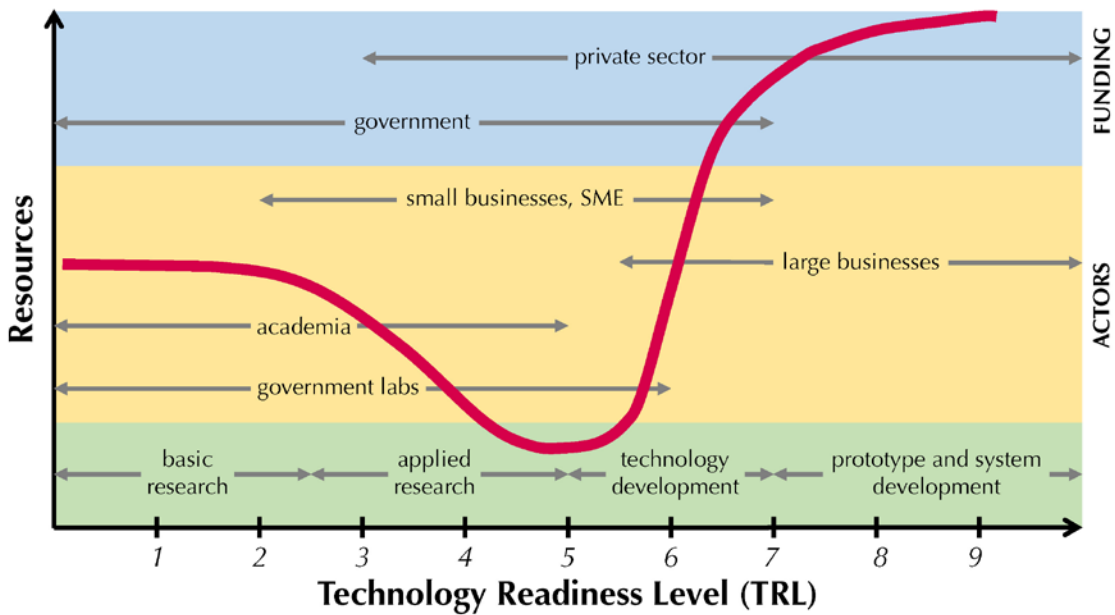 private sector
FUNDING
government
small businesses, SME
Resources
large businesses
ACTORS
academia
government labs
basic
research
applied
research
technology
development
prototype and system
development
1 2 3 4 5 6 7 8 9
Technology Readiness Level (TRL)